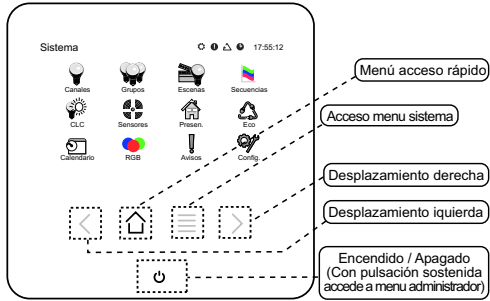 Sistema 17:55:12
Canales Grupos Escenas Secuencias
CLC Sensores Presen. Eco
Calendario RGB Avisos Config.
Menú acceso rápido
Acceso menu sistema
Desplazamiento derecha
Desplazamiento iquierda
Encendido / Apagado
(Con pulsación sostenida
accede a menu administrador)